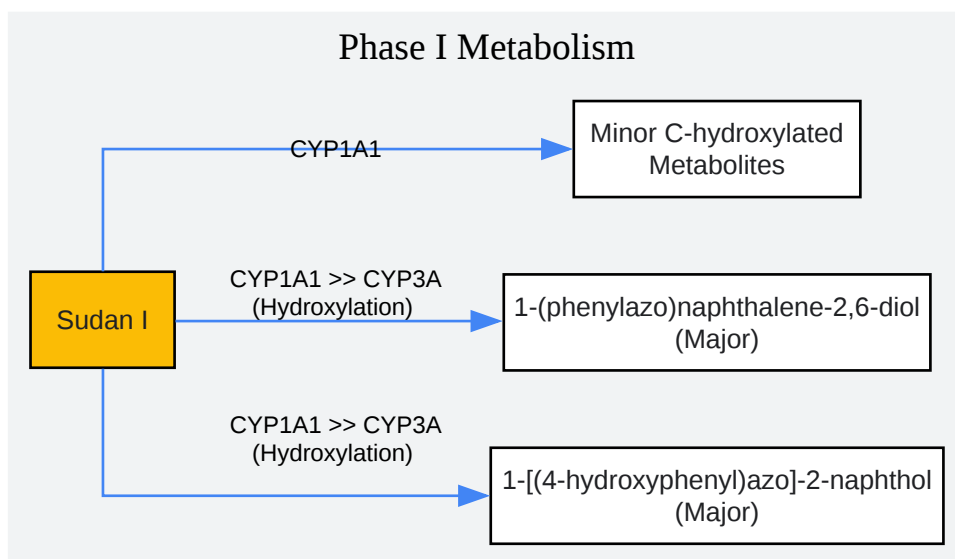 Phase I Metabolism
CYP1A1
Minor C-hydroxylated
Metabolites
Sudan I
CYP1A1 >> CYP3A
(Hydroxylation)
1-(phenylazo)naphthalene-2,6-diol
(Major)
CYP1A1 >> CYP3A
(Hydroxylation)
1-[(4-hydroxyphenyl)azo]-2-naphthol
(Major)